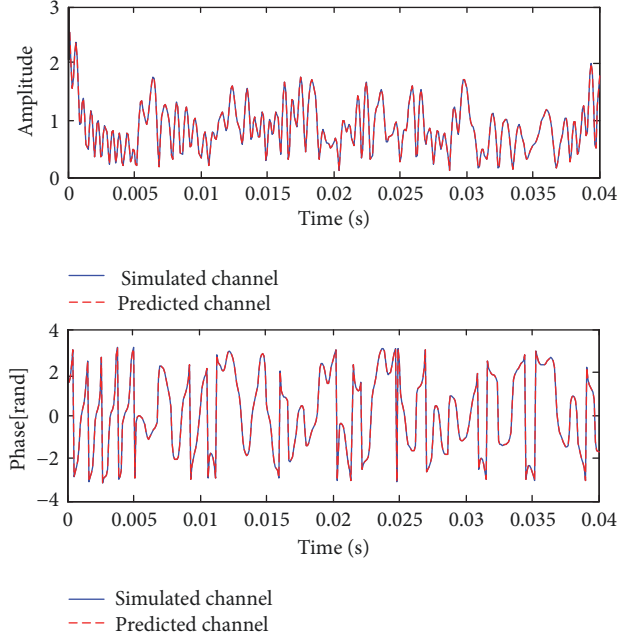 3
2
1
0
Amplitude
0 0.005 0.01 0.015 0.02 0.025 0.03 0.035 0.04
Time (s)
Simulated channel
Predicted channel
4
2
0
−2
−4
Phase[rand]
0 0.005 0.01 0.015 0.02 0.025 0.03 0.035 0.04
Time (s)
Simulated channel
Predicted channel